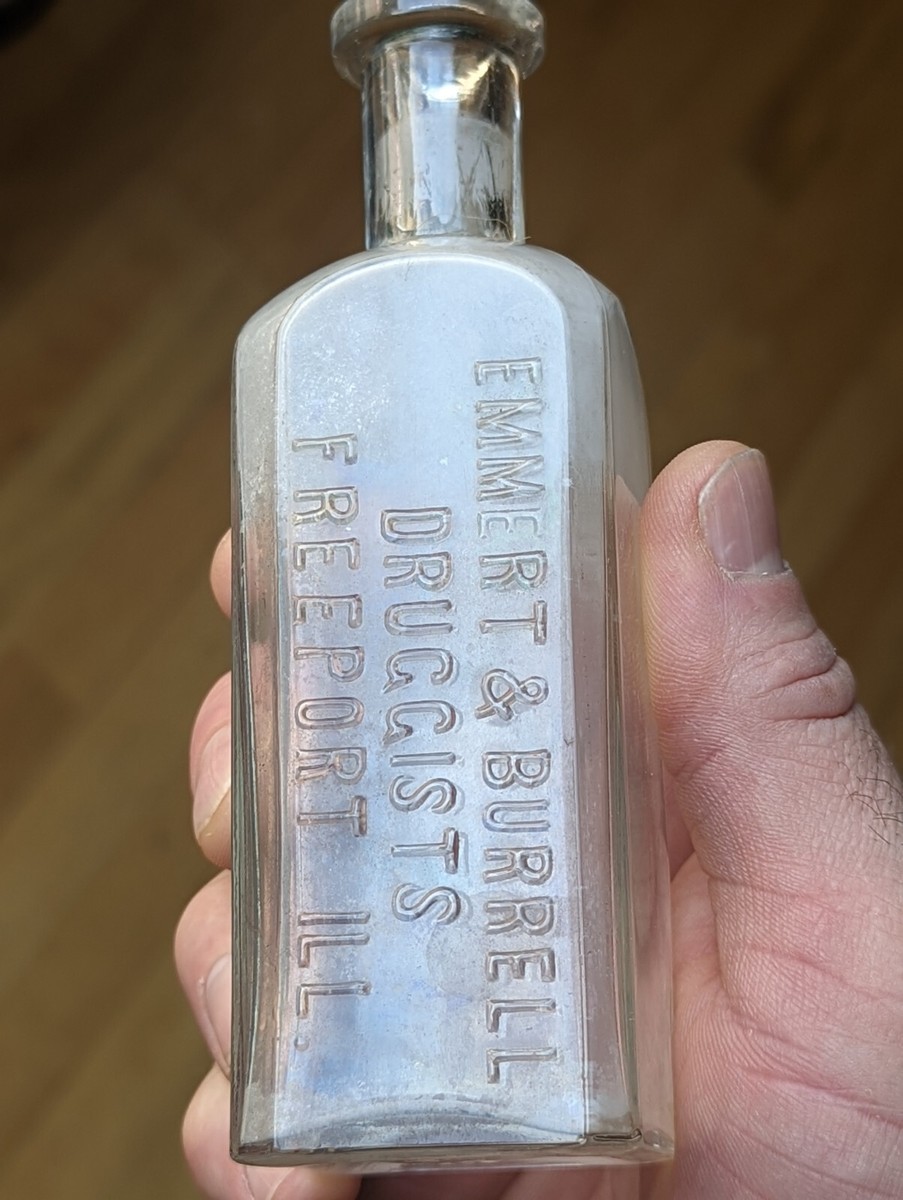 EMMERT & BURRELL
DRUGGISTS
FREEPORT ILL.